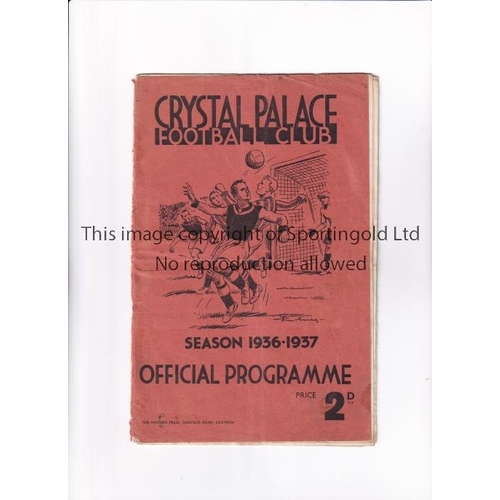 CRYSTAL PALACE
FOOTBALL CLUB
This image copyright of Sportingold Ltd
No reproduction allowed
SEASON 1936-1937
OFFICIAL PROGRAMME
PRICE 2D